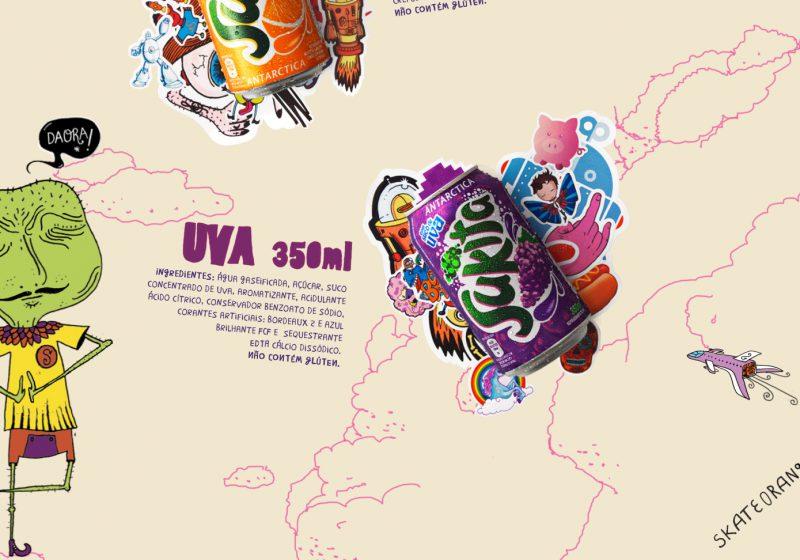 NÃO CONTÉM GLÚTEN.
ANTARCTICA
DAORA!
UVA 350ml
INGREDIENTES: ÁGUA GASEIFICADA, AÇÚCAR, SUCO
CONCENTRADO DE UVA, AROMATIZANTE, ACIDULANTE
ÁCIDO CÍTRICO, CONSERVADOR BENZOATO DE SÓDIO,
CORANTES ARTIFICIAIS: BORDEAUX 2 E AZUL
BRILHANTE FCF E SEQUESTRANTE
EDTA CÁLCIO DISSÓDICO.
NÃO CONTÉM GLÚTEN.
ANTARCTICA
uva
Sukita
SKATEORAN